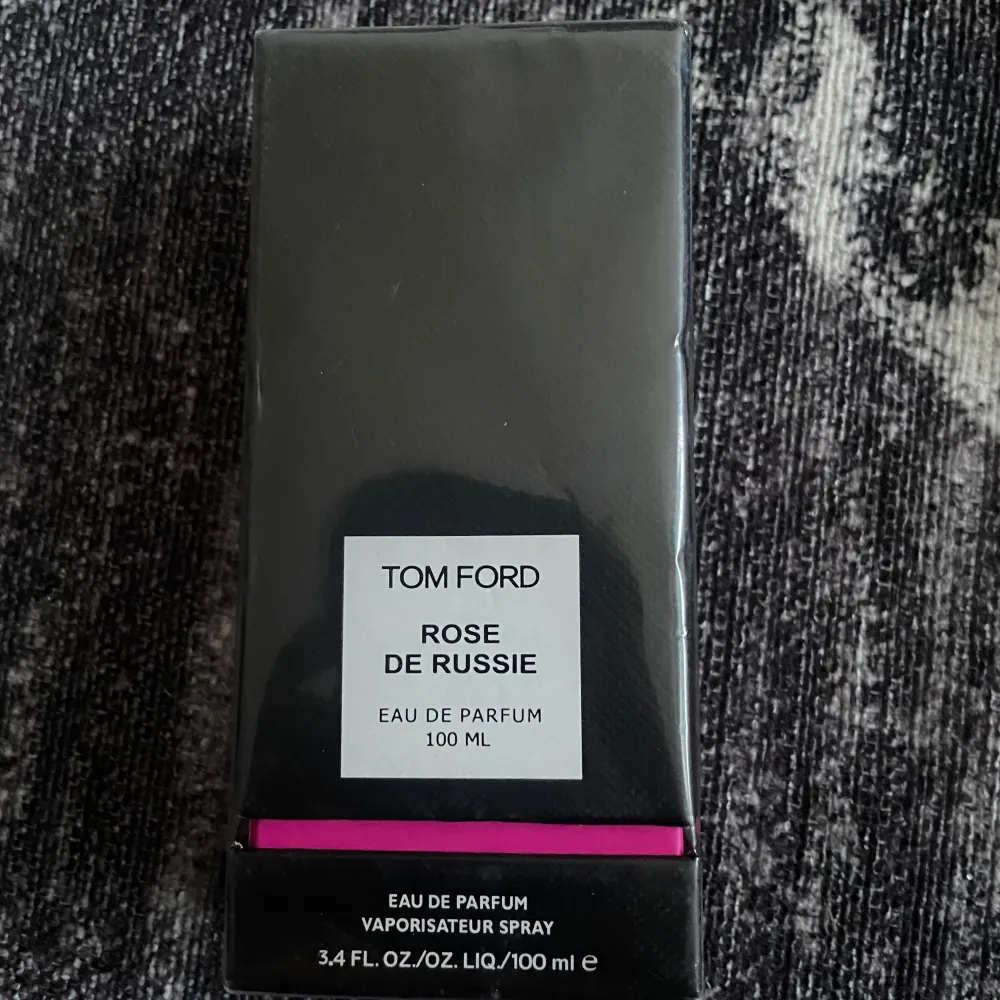 TOM FORD
ROSE
DE RUSSIE
EAU DE PARFUM
100 ML
EAU DE PARFUM
VAPORISATEUR SPRAY
3.4 FL. OZ./OZ. LIQ./100 ml e